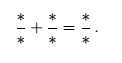 * / * + * / * = * / * .